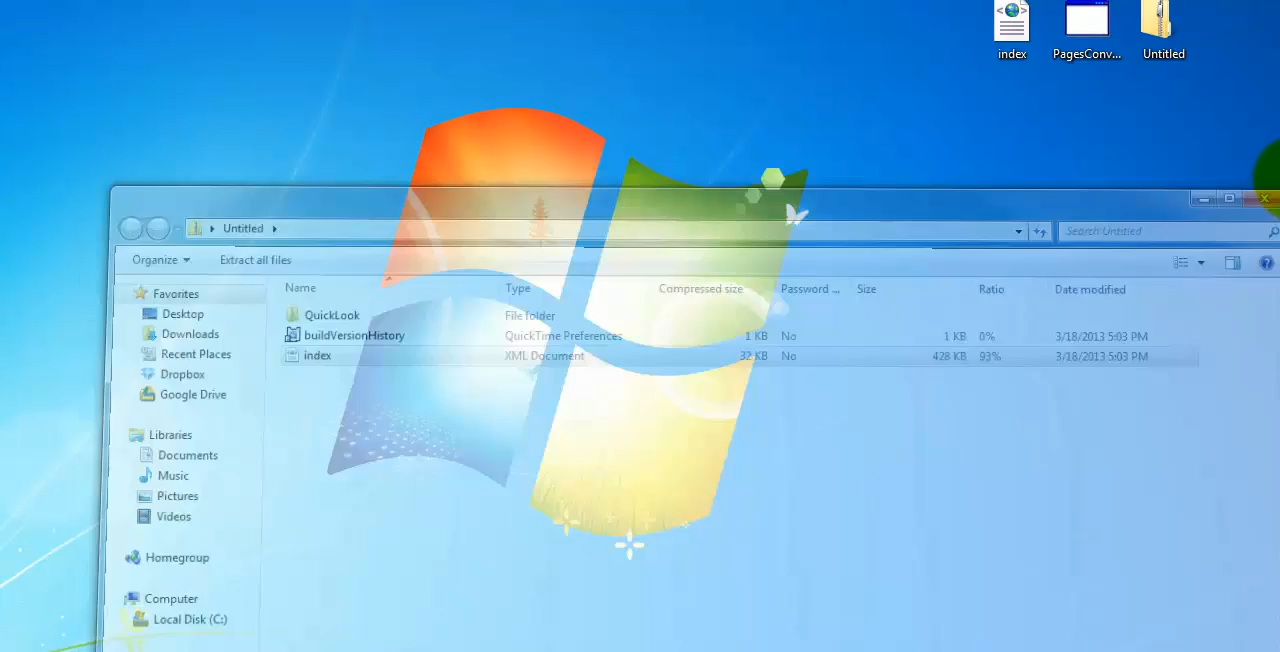 index PagesConv... Untitled
Untitled
Search Untitled
Organize Extract all files
Name Type Compressed size Password ... Size Ratio Date modified
Favorites
Desktop
Downloads
Recent Places
Dropbox
Google Drive
Libraries
Documents
Music
Pictures
Videos
Homegroup
Computer
Local Disk (C:)
QuickLook File folder
buildVersionHistory QuickTime Preferences 1 KB No 1 KB 0% 3/18/2013 5:03 PM
index XML Document 32 KB No 428 KB 93% 3/18/2013 5:03 PM